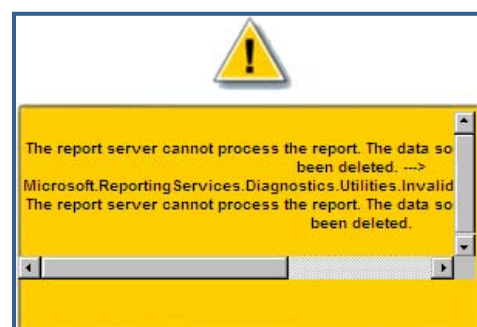 The report server cannot process the report. The data so
been deleted. --->
Microsoft.ReportingServices.Diagnostics.Utilities.Invalid
The report server cannot process the report. The data so
been deleted.